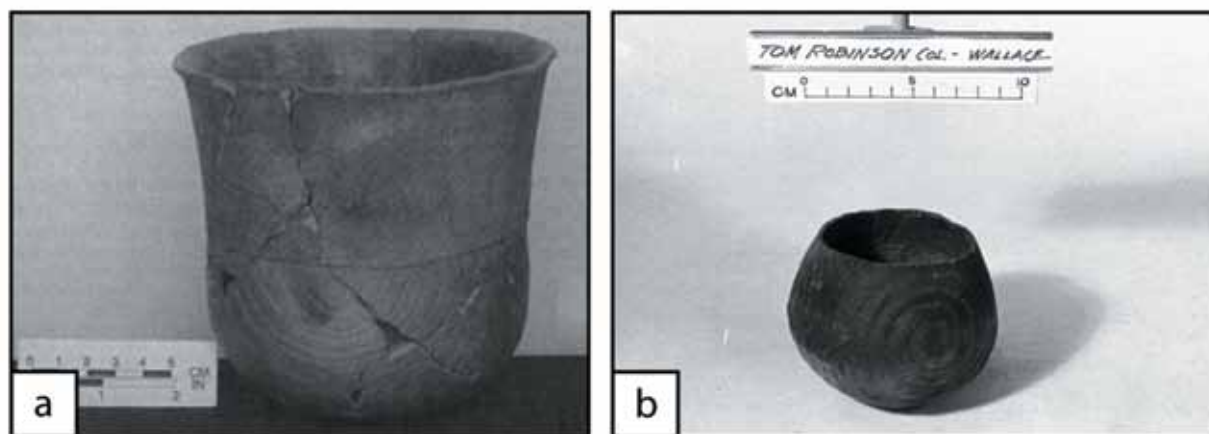 0 1 2 3 4 5
CM
IN
1 2
a
TOM ROBINSON COL. - WALLACE
0 5 10
CM
b